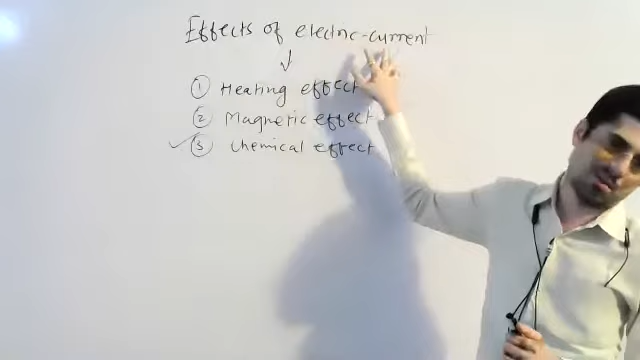 Effects of electric-current
↓
① Heating effect
② Magnetic effect
✓ ③ Chemical effect